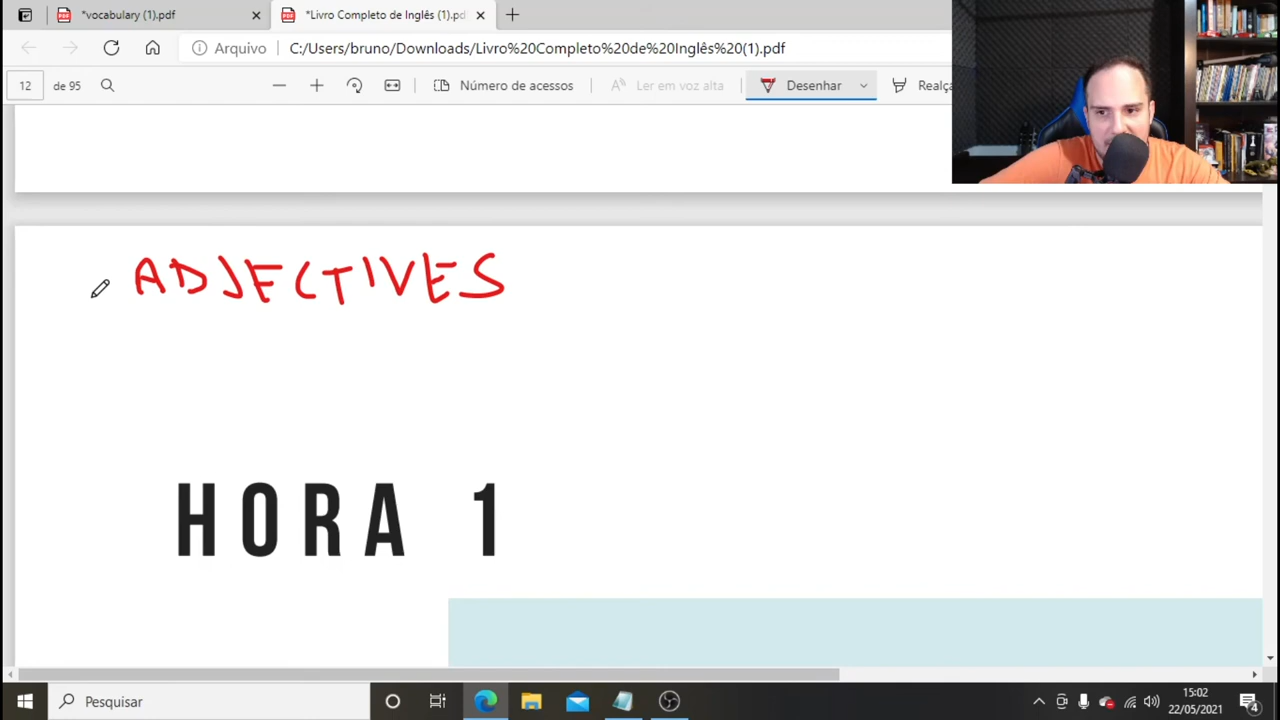 *vocabulary (1).pdf
*Livro Completo de Inglês (1).pd
Arquivo
C:/Users/bruno/Downloads/Livro%20Completo%20de%20Inglês%20(1).pdf
12 de 95
Número de acessos
Ler em voz alta
Desenhar
Realça
ADJECTIVES
HORA 1
Pesquisar
15:02
22/05/2021
4